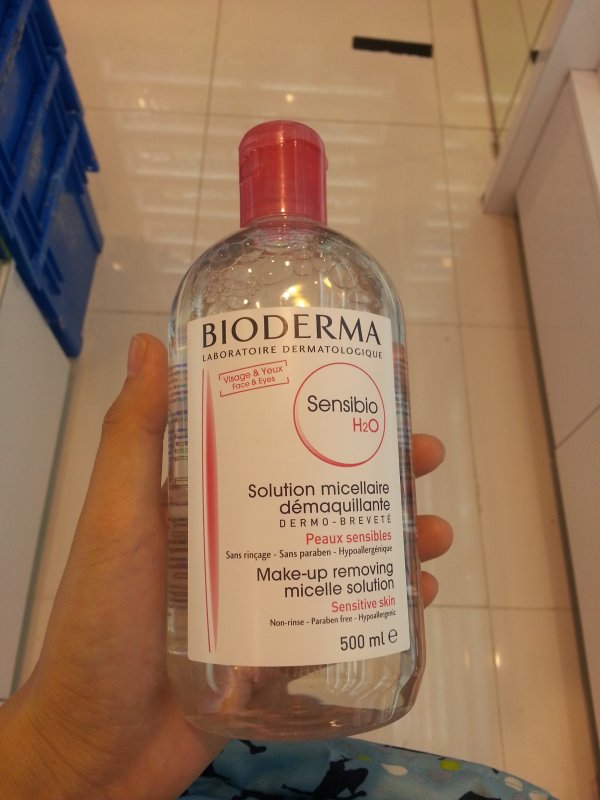 BIODERMA
LABORATOIRE DERMATOLOGIQUE
Visage & Yeux
Face & Eyes
Sensibio
H2O
Solution micellaire
démaquillante
DERMO-BREVETÉ
Peaux sensibles
Sans rinçage - Sans paraben - Hypoallergénique
Make-up removing
micelle solution
Sensitive skin
Non-rinse - Paraben free - Hypoallergenic
500 ml ℮